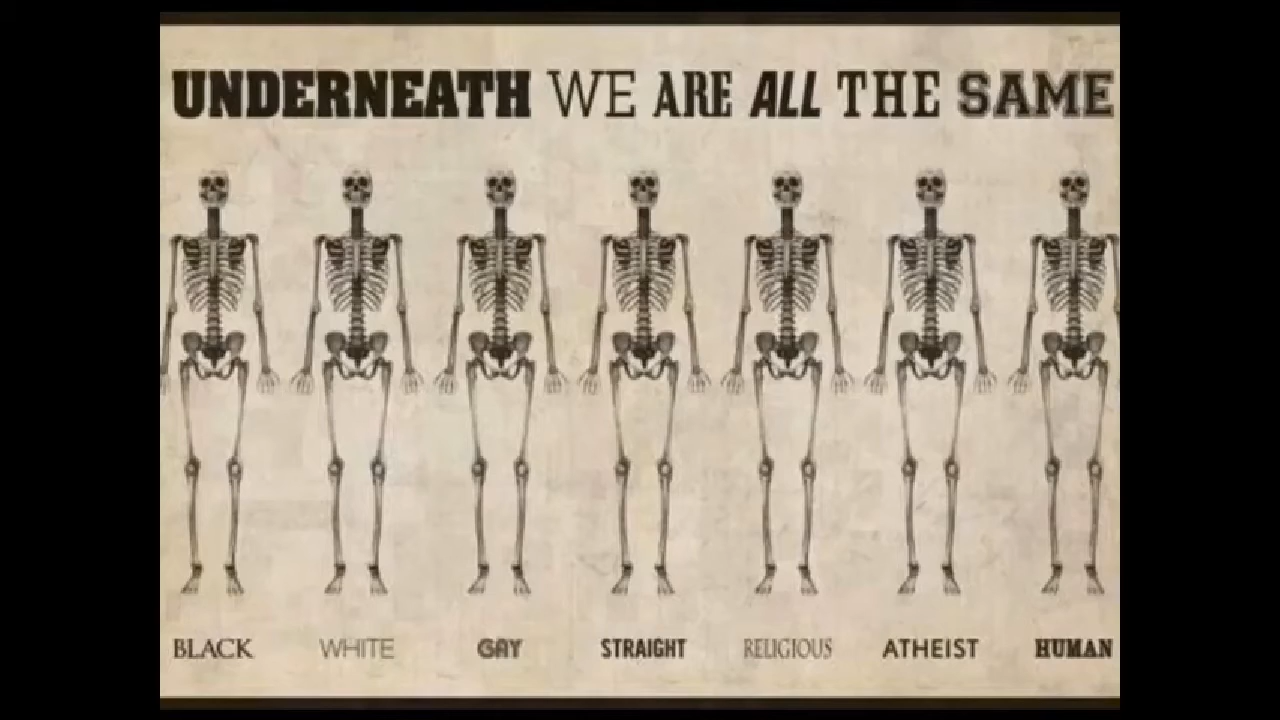 UNDERNEATH WE ARE ALL THE SAME
BLACK WHITE GAY STRAIGHT RELIGIOUS ATHEIST HUMAN